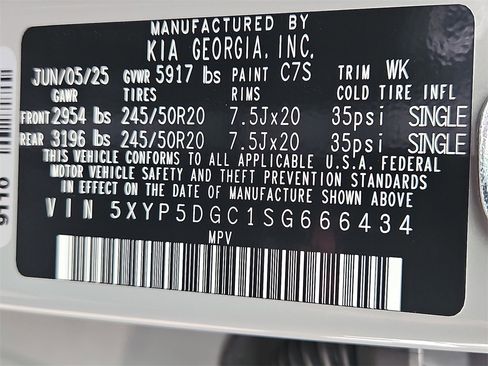 MANUFACTURED BY
KIA GEORGIA, INC.
JUN/05/25 GVWR 5917 lbs PAINT C7S TRIM WK
GAWR TIRES RIMS COLD TIRE INFL
FRONT 2954 lbs 245/50R20 7.5Jx20 35psi SINGLE
REAR 3196 lbs 245/50R20 7.5Jx20 35psi SINGLE
THIS VEHICLE CONFORMS TO ALL APPLICABLE U.S.A. FEDERAL
MOTOR VEHICLE SAFETY AND THEFT PREVENTION STANDARDS
IN EFFECT ON THE DATE OF MANUFACTURE SHOWN ABOVE
VIN 5XYP5DGC1SG666434
MPV